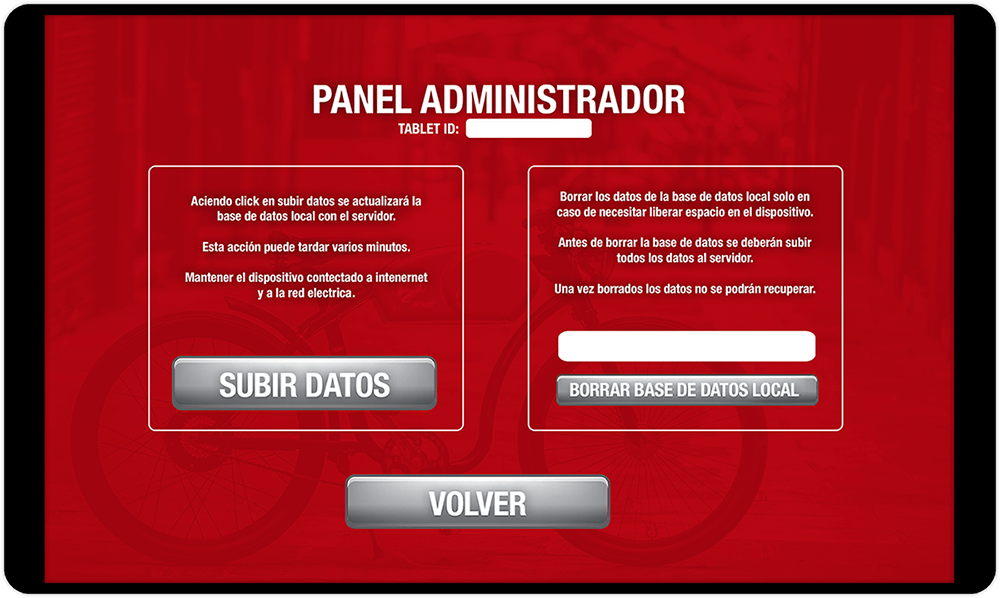 PANEL ADMINISTRADOR
TABLET ID:
Aciendo click en subir datos se actualizará la
base de datos local con el servidor.
Esta acción puede tardar varios minutos.
Mantener el dispositivo contectado a intenernet
y a la red electrica.
SUBIR DATOS
Borrar los datos de la base de datos local solo en
caso de necesitar liberar espacio en el dispositivo.
Antes de borrar la base de datos se deberán subir
todos los datos al servidor.
Una vez borrados los datos no se podrán recuperar.
BORRAR BASE DE DATOS LOCAL
VOLVER